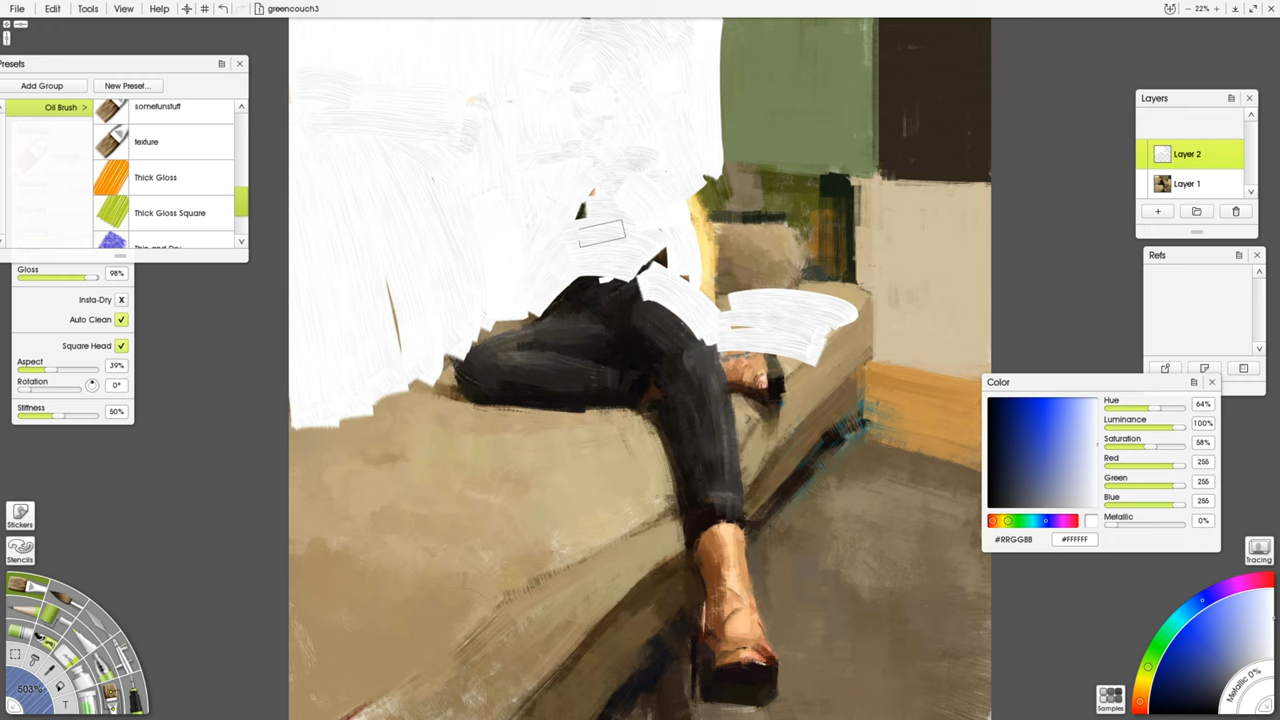 File Edit Tools View Help greencouch3 22%
Presets
Add Group New Preset...
Oil Brush >
somefunstuff
texture
Thick Gloss
Thick Gloss Square
Thin and Dry
Gloss 98%
Insta-Dry X
Auto Clean
Square Head
Aspect 39%
Rotation 0°
Stiffness 50%
Stickers
Stencils
503%
T
Layers
Layer 2
Layer 1
Refs
Color
Hue 64%
Luminance 100%
Saturation 58%
Red 255
Green 255
Blue 255
Metallic 0%
#RRGGBB #FFFFFF
Tracing
Metallic 0%
Samples